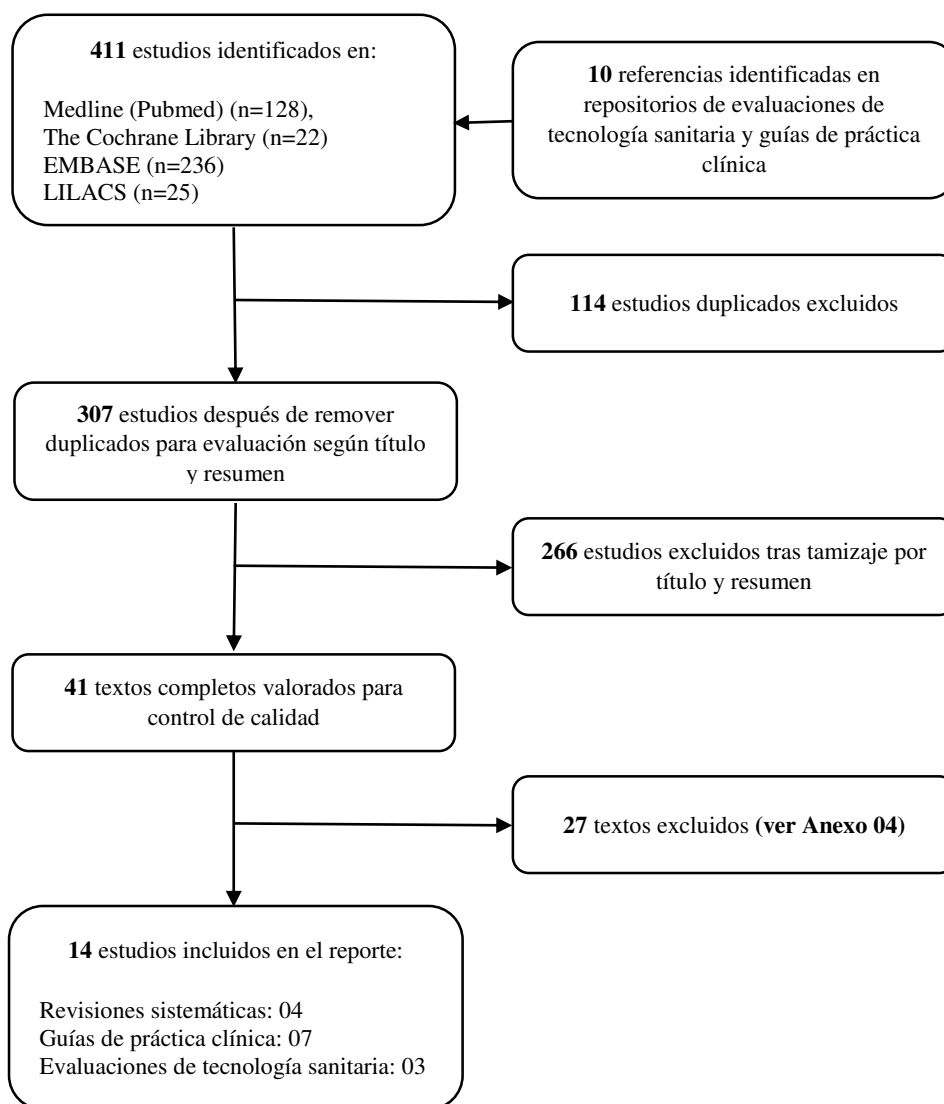 411 estudios identificados en:
Medline (Pubmed) (n=128),
The Cochrane Library (n=22)
EMBASE (n=236)
LILACS (n=25)
10 referencias identificadas en
repositorios de evaluaciones de
tecnología sanitaria y guías de práctica
clínica
114 estudios duplicados excluidos
307 estudios después de remover
duplicados para evaluación según título
y resumen
266 estudios excluidos tras tamizaje por
título y resumen
41 textos completos valorados para
control de calidad
27 textos excluidos (ver Anexo 04)
14 estudios incluidos en el reporte:
Revisiones sistemáticas: 04
Guías de práctica clínica: 07
Evaluaciones de tecnología sanitaria: 03